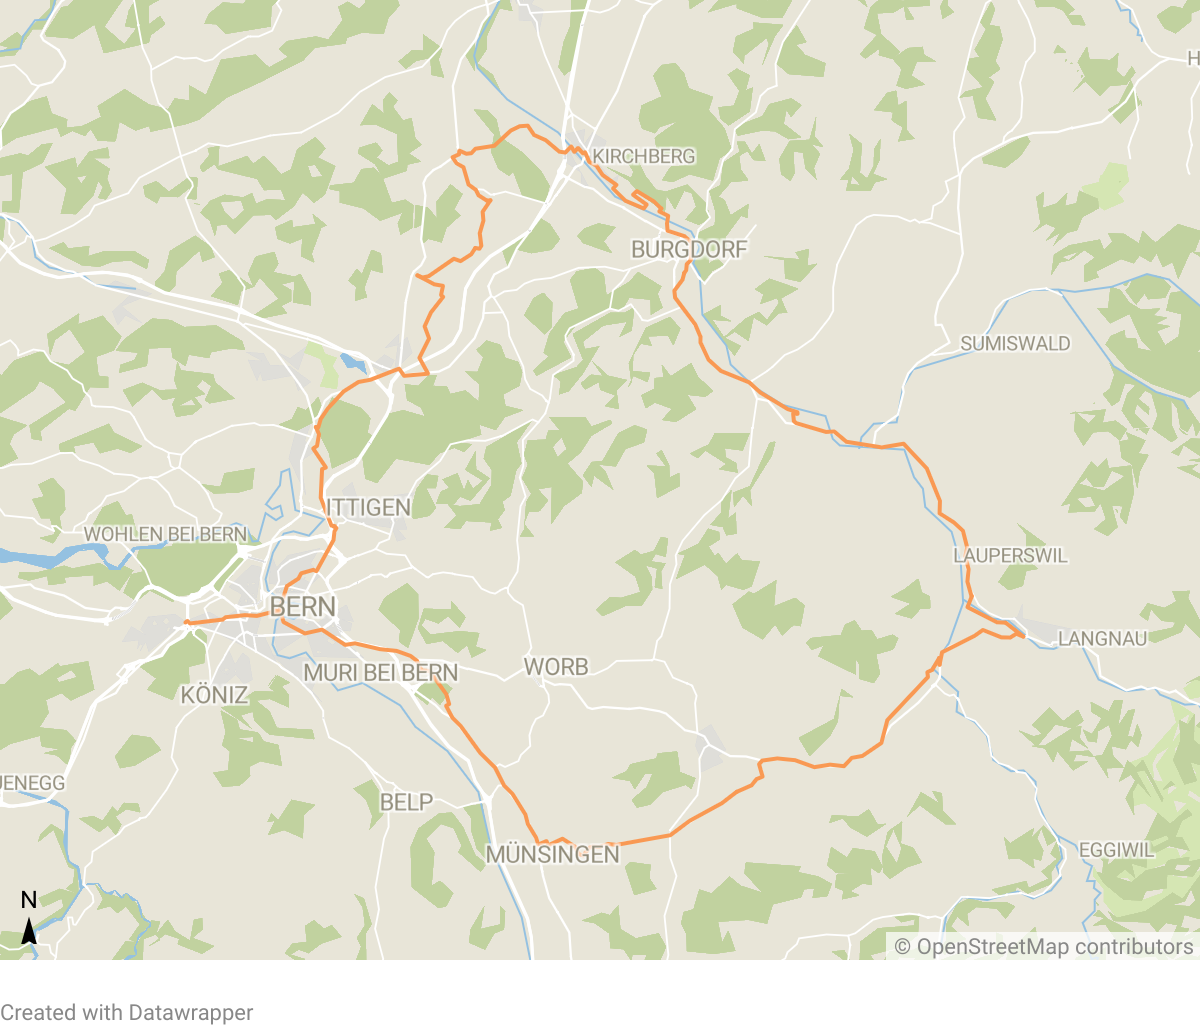 H
KIRCHBERG
BURGDORF
SUMISWALD
ITTIGEN
WOHLEN BEI BERN
LAUPERSWIL
BERN
LANGNAU
WORB
MURI BEI BERN
KÖNIZ
JENEGG
BELP
MÜNSINGEN
EGGIWIL
N
© OpenStreetMap contributors
Created with Datawrapper